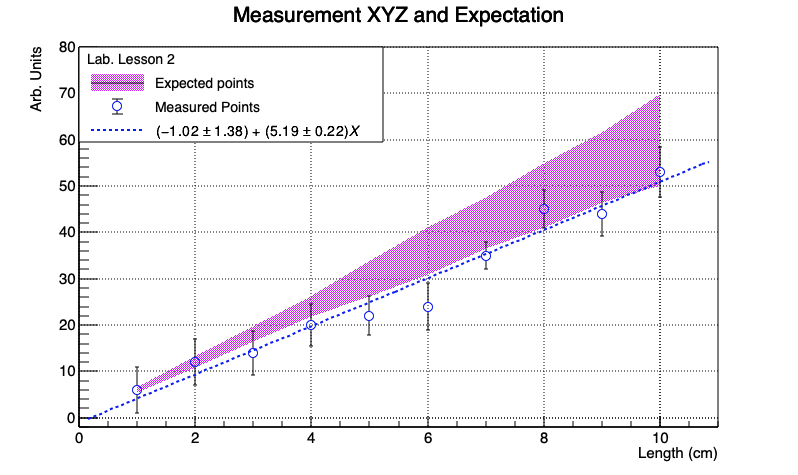 Measurement XYZ and Expectation
Arb. Units
80
70
60
50
40
30
20
10
0
Lab. Lesson 2
Expected points
Measured Points
(−1.02 ± 1.38) + (5.19 ± 0.22)X
0 2 4 6 8 10
Length (cm)